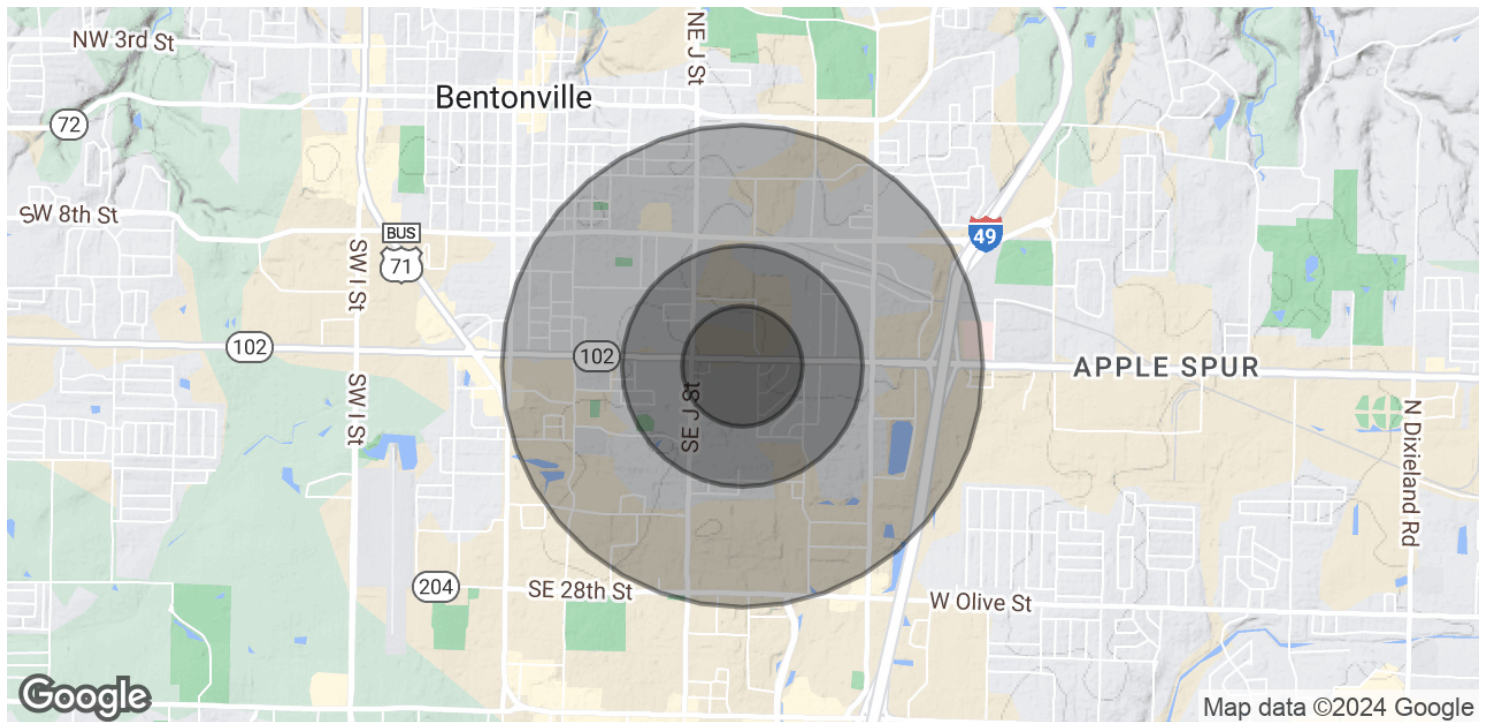 NW 3rd St
NE J St
Bentonville
72
SW 8th St
BUS
71
49
SW I St
102
102
APPLE SPUR
SW I St
SE J St
N Dixieland Rd
204
SE 28th St
W Olive St
Google
Map data ©2024 Google